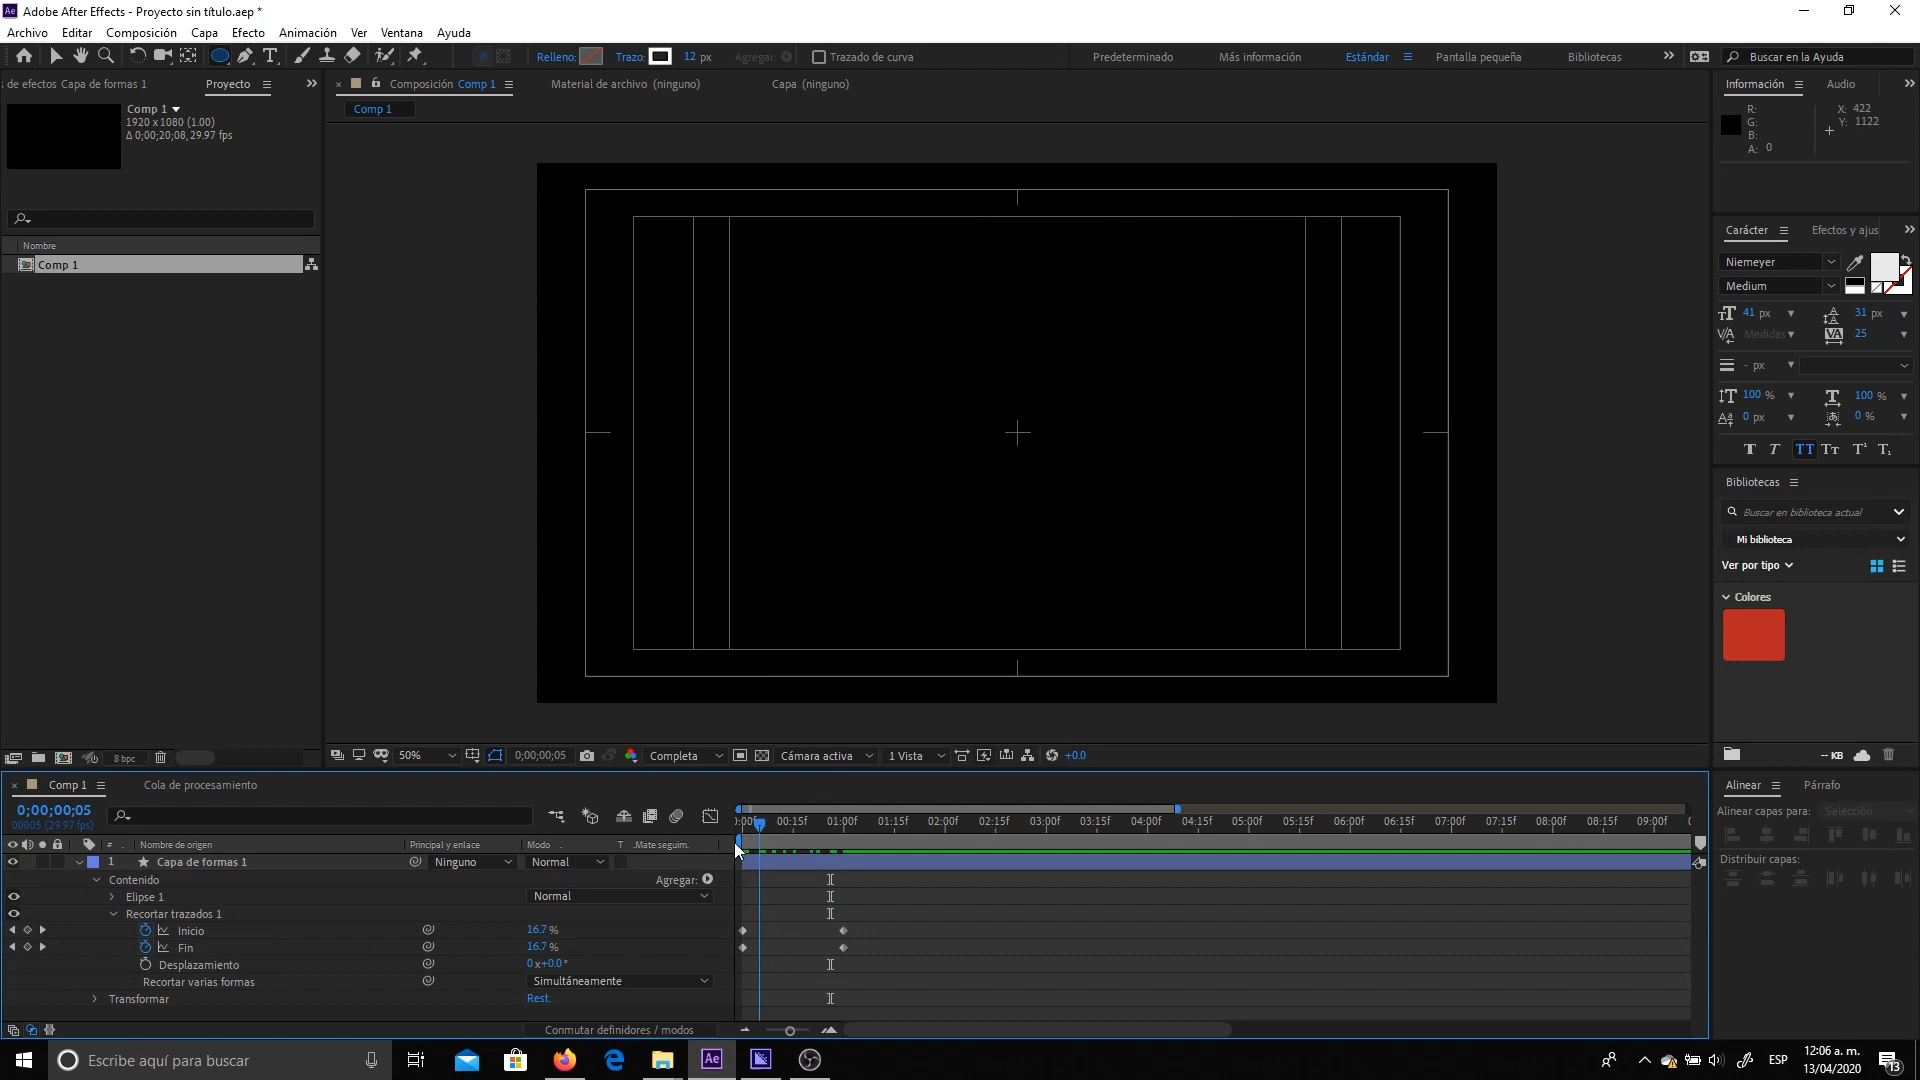 Adobe After Effects - Proyecto sin título.aep *
Archivo Editar Composición Capa Efecto Animación Ver Ventana Ayuda
Relleno: Trazo: 12 px Agregar: Trazado de curva Predeterminado Más información Estándar Pantalla pequeña Bibliotecas Buscar en la Ayuda
de efectos Capa de formas 1 Proyecto
Comp 1
1920 x 1080 (1.00)
Δ 0;00;20;08, 29.97 fps
Nombre
Comp 1
8 bpc
Composición Comp 1 Material de archivo (ninguno) Capa (ninguno)
Comp 1
50% 0;00;00;05 Completa Cámara activa 1 Vista +0.0
Información Audio
R: X: 422
G: Y: 1122
B:
A: 0
Carácter Efectos y ajus
Niemeyer
Medium
41 px 31 px
Medidas 25
- px
100 % 100 %
0 px 0 %
Bibliotecas
Buscar en biblioteca actual
Mi biblioteca
Ver por tipo
Colores
-- KB
Alinear Párrafo
Alinear capas para: Selección
Distribuir capas:
Comp 1 Cola de procesamiento
0;00;00;05
00005 (29.97 fps)
):00f 00:15f 01:00f 01:15f 02:00f 02:15f 03:00f 03:15f 04:00f 04:15f 05:00f 05:15f 06:00f 06:15f 07:00f 07:15f 08:00f 08:15f 09:00f
# Nombre de origen Principal y enlace Modo T .Mate seguim.
1 Capa de formas 1 Ninguno Normal
Contenido Agregar:
Elipse 1 Normal
Recortar trazados 1
Inicio 16.7 %
Fin 16.7 %
Desplazamiento 0 x+0.0 °
Recortar varias formas Simultáneamente
Transformar Rest.
Conmutar definidores / modos
Escribe aquí para buscar
Ae
ESP
12:06 a. m.
13/04/2020
13